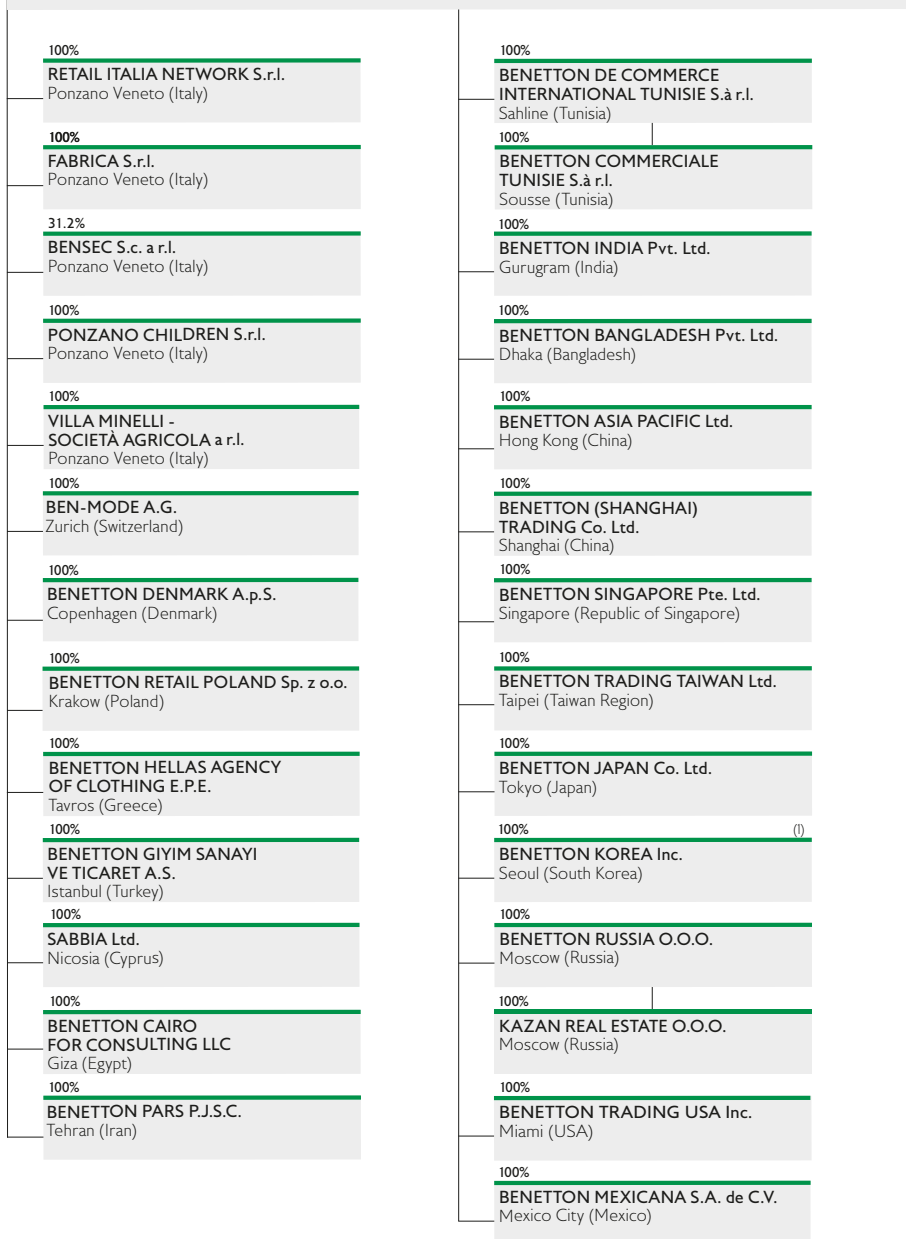 100%
RETAIL ITALIA NETWORK S.r.l.
Ponzano Veneto (Italy)
100%
FABRICA S.r.l.
Ponzano Veneto (Italy)
31.2%
BENSEC S.c. a r.l.
Ponzano Veneto (Italy)
100%
PONZANO CHILDREN S.r.l.
Ponzano Veneto (Italy)
100%
VILLA MINELLI -
SOCIETÀ AGRICOLA a r.l.
Ponzano Veneto (Italy)
100%
BEN-MODE A.G.
Zurich (Switzerland)
100%
BENETTON DENMARK A.p.S.
Copenhagen (Denmark)
100%
BENETTON RETAIL POLAND Sp. z o.o.
Krakow (Poland)
100%
BENETTON HELLAS AGENCY
OF CLOTHING E.P.E.
Tavros (Greece)
100%
BENETTON GIYIM SANAYI
VE TICARET A.S.
Istanbul (Turkey)
100%
SABBIA Ltd.
Nicosia (Cyprus)
100%
BENETTON CAIRO
FOR CONSULTING LLC
Giza (Egypt)
100%
BENETTON PARS P.J.S.C.
Tehran (Iran)
100%
BENETTON DE COMMERCE
INTERNATIONAL TUNISIE S.à r.l.
Sahline (Tunisia)
100%
BENETTON COMMERCIALE
TUNISIE S.à r.l.
Sousse (Tunisia)
100%
BENETTON INDIA Pvt. Ltd.
Gurugram (India)
100%
BENETTON BANGLADESH Pvt. Ltd.
Dhaka (Bangladesh)
100%
BENETTON ASIA PACIFIC Ltd.
Hong Kong (China)
100%
BENETTON (SHANGHAI)
TRADING Co. Ltd.
Shanghai (China)
100%
BENETTON SINGAPORE Pte. Ltd.
Singapore (Republic of Singapore)
100%
BENETTON TRADING TAIWAN Ltd.
Taipei (Taiwan Region)
100%
BENETTON JAPAN Co. Ltd.
Tokyo (Japan)
100% (1)
BENETTON KOREA Inc.
Seoul (South Korea)
100%
BENETTON RUSSIA O.O.O.
Moscow (Russia)
100%
KAZAN REAL ESTATE O.O.O.
Moscow (Russia)
100%
BENETTON TRADING USA Inc.
Miami (USA)
100%
BENETTON MEXICANA S.A. de C.V.
Mexico City (Mexico)